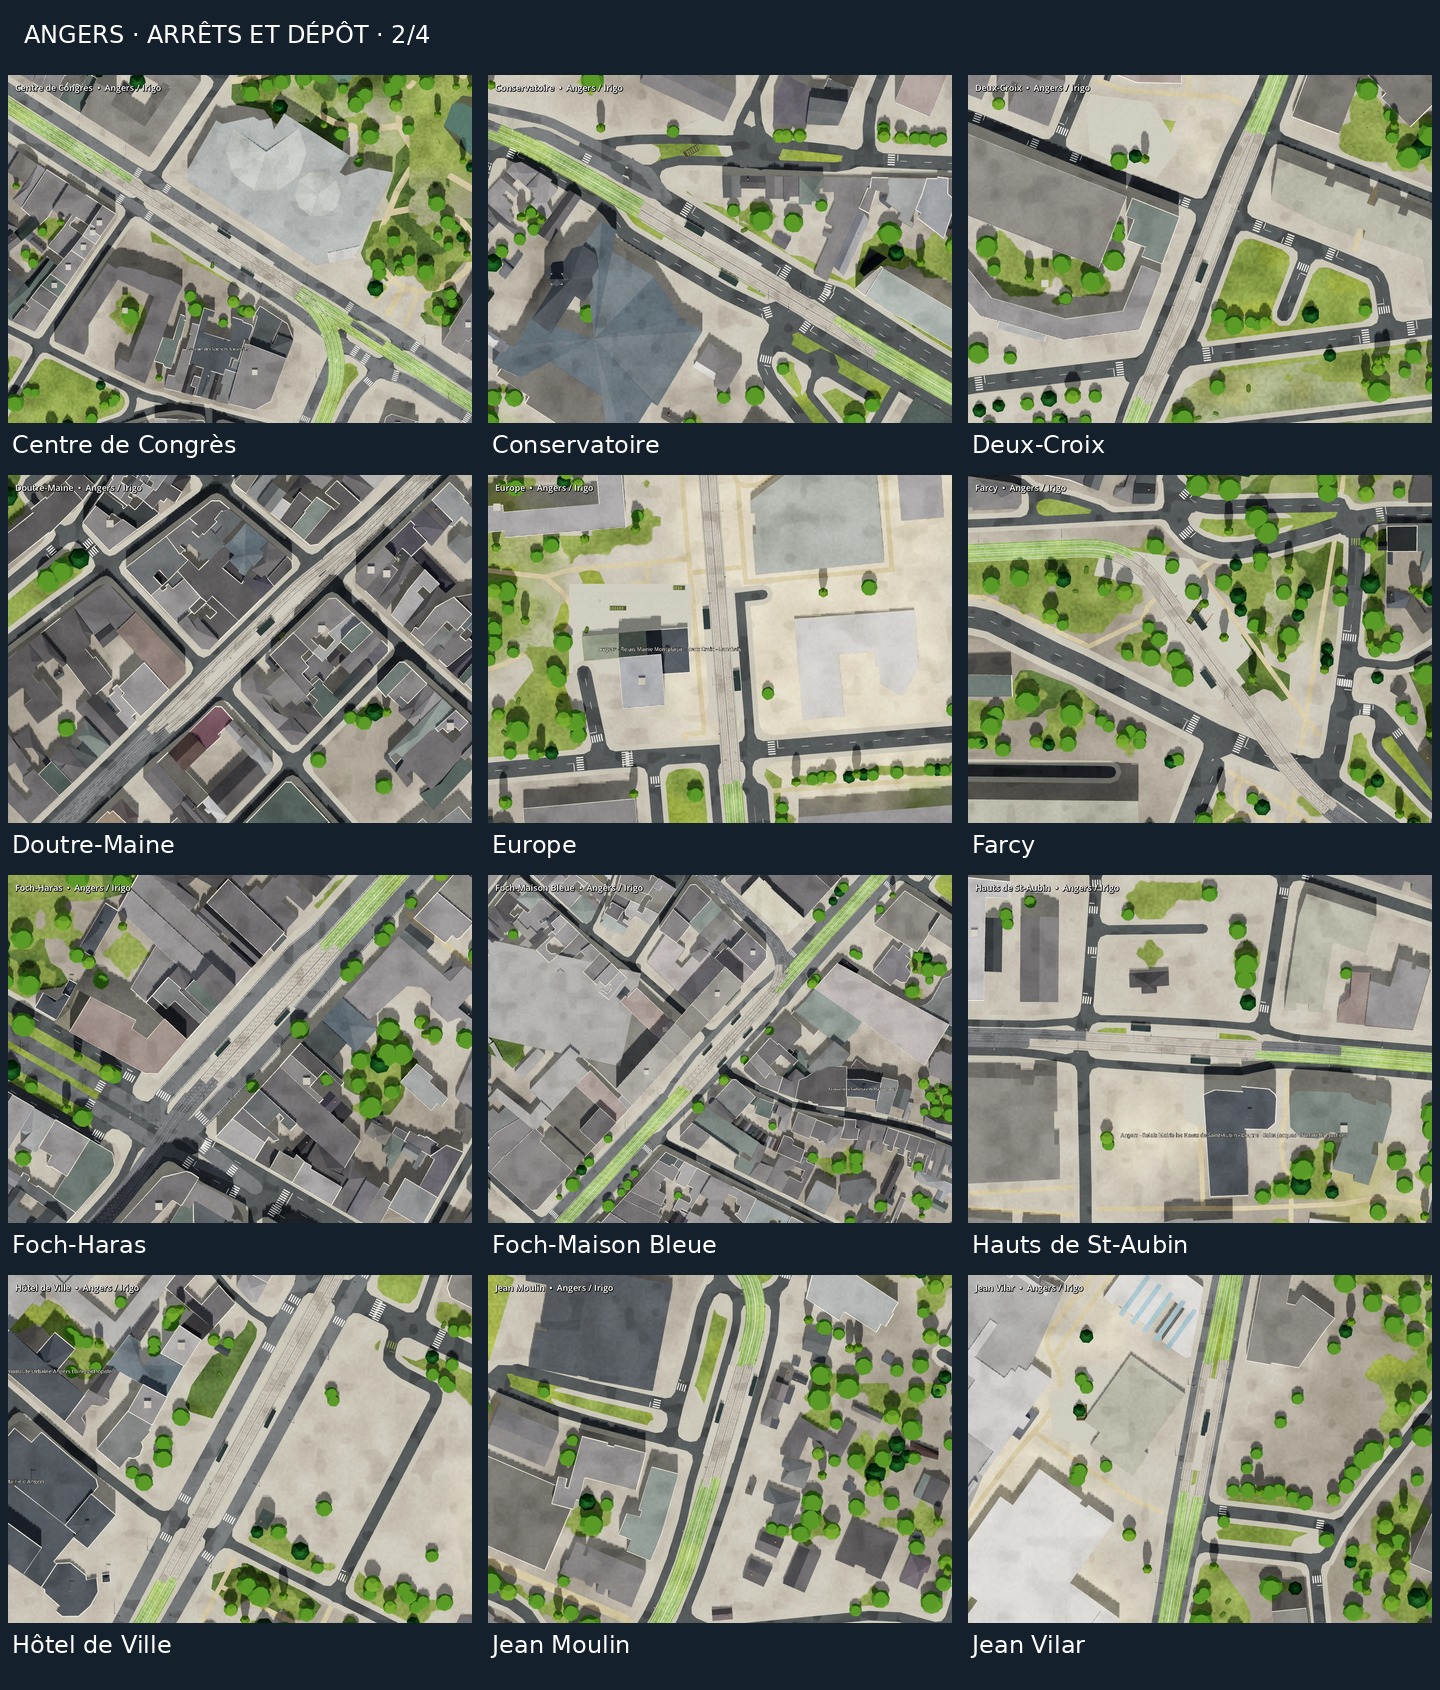 ANGERS · ARRÊTS ET DÉPÔT · 2/4
Centre de Congrès • Angers / Irigo
Conservatoire • Angers / Irigo
Deux-Croix • Angers / Irigo
Centre de Congrès
Conservatoire
Deux-Croix
Doutre-Maine • Angers / Irigo
Europe • Angers / Irigo
Farcy • Angers / Irigo
Doutre-Maine
Europe
Farcy
Foch-Haras • Angers / Irigo
Foch-Maison Bleue • Angers / Irigo
Hauts de St-Aubin • Angers / Irigo
Foch-Haras
Foch-Maison Bleue
Hauts de St-Aubin
Hôtel de Ville • Angers / Irigo
Jean Moulin • Angers / Irigo
Jean Vilar • Angers / Irigo
Hôtel de Ville
Jean Moulin
Jean Vilar